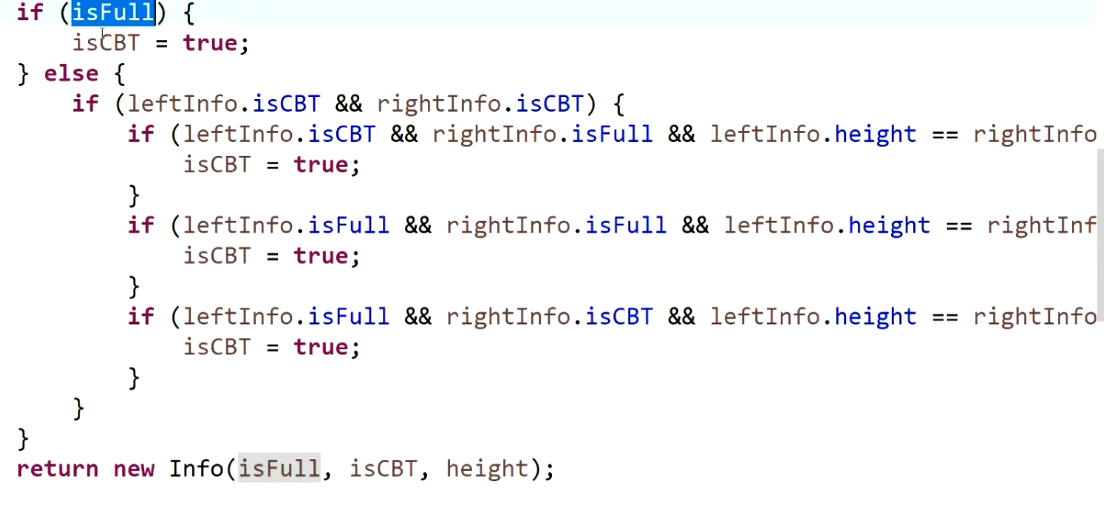 if (isFull) {
isCBT = true;
} else {
if (leftInfo.isCBT && rightInfo.isCBT) {
if (leftInfo.isCBT && rightInfo.isFull && leftInfo.height == rightInfo
isCBT = true;
}
if (leftInfo.isFull && rightInfo.isFull && leftInfo.height == rightInf
isCBT = true;
}
if (leftInfo.isFull && rightInfo.isCBT && leftInfo.height == rightInfo
isCBT = true;
}
}
}
return new Info(isFull, isCBT, height);